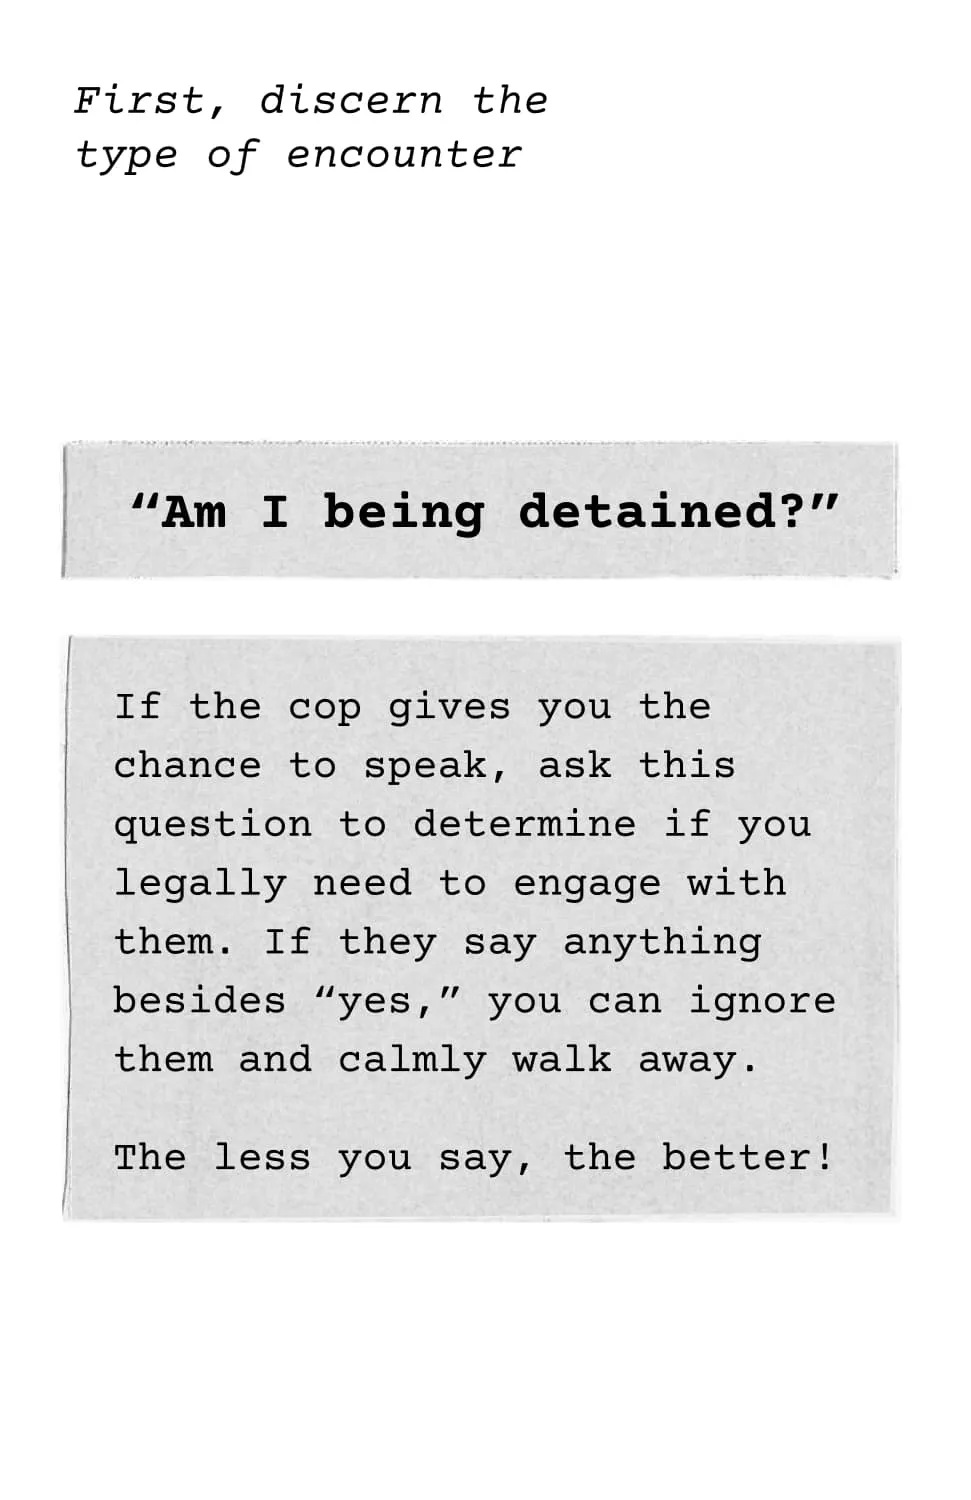 First, discern the
type of encounter
“Am I being detained?”
If the cop gives you the
chance to speak, ask this
question to determine if you
legally need to engage with
them. If they say anything
besides “yes,” you can ignore
them and calmly walk away.
The less you say, the better!